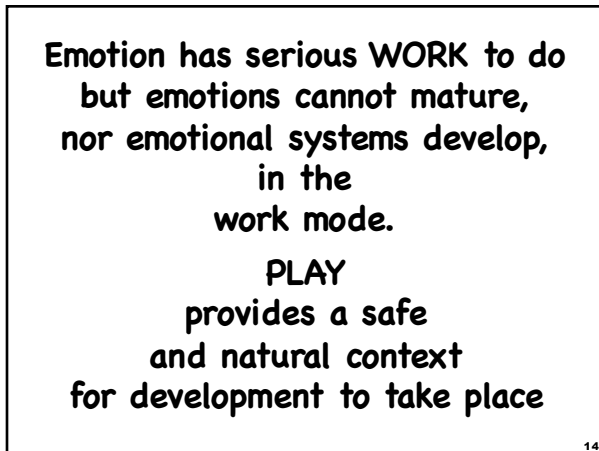 Emotion has serious WORK to do
but emotions cannot mature,
nor emotional systems develop,
in the
work mode.
PLAY
provides a safe
and natural context
for development to take place
14